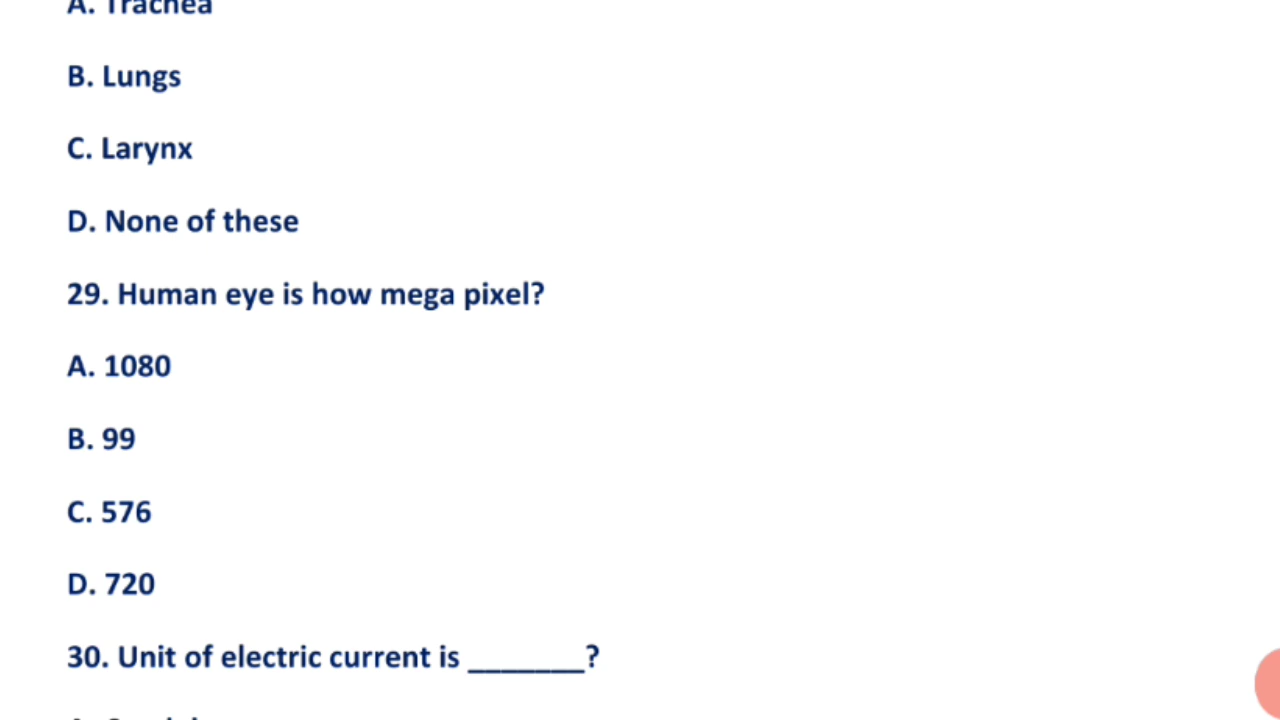 A. Trachea
B. Lungs
C. Larynx
D. None of these
29. Human eye is how mega pixel?
A. 1080
B. 99
C. 576
D. 720
30. Unit of electric current is _______?